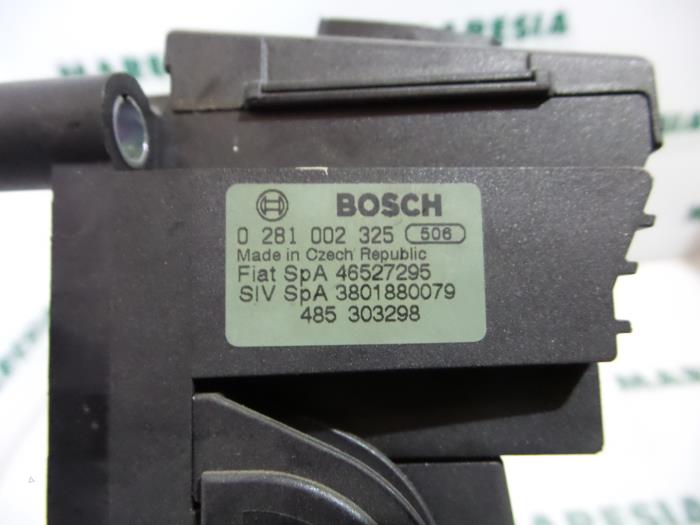 BOSCH
0 281 002 325 506
Made in Czech Republic
Fiat SpA 46527295
SIV SpA 3801880079
485 303298